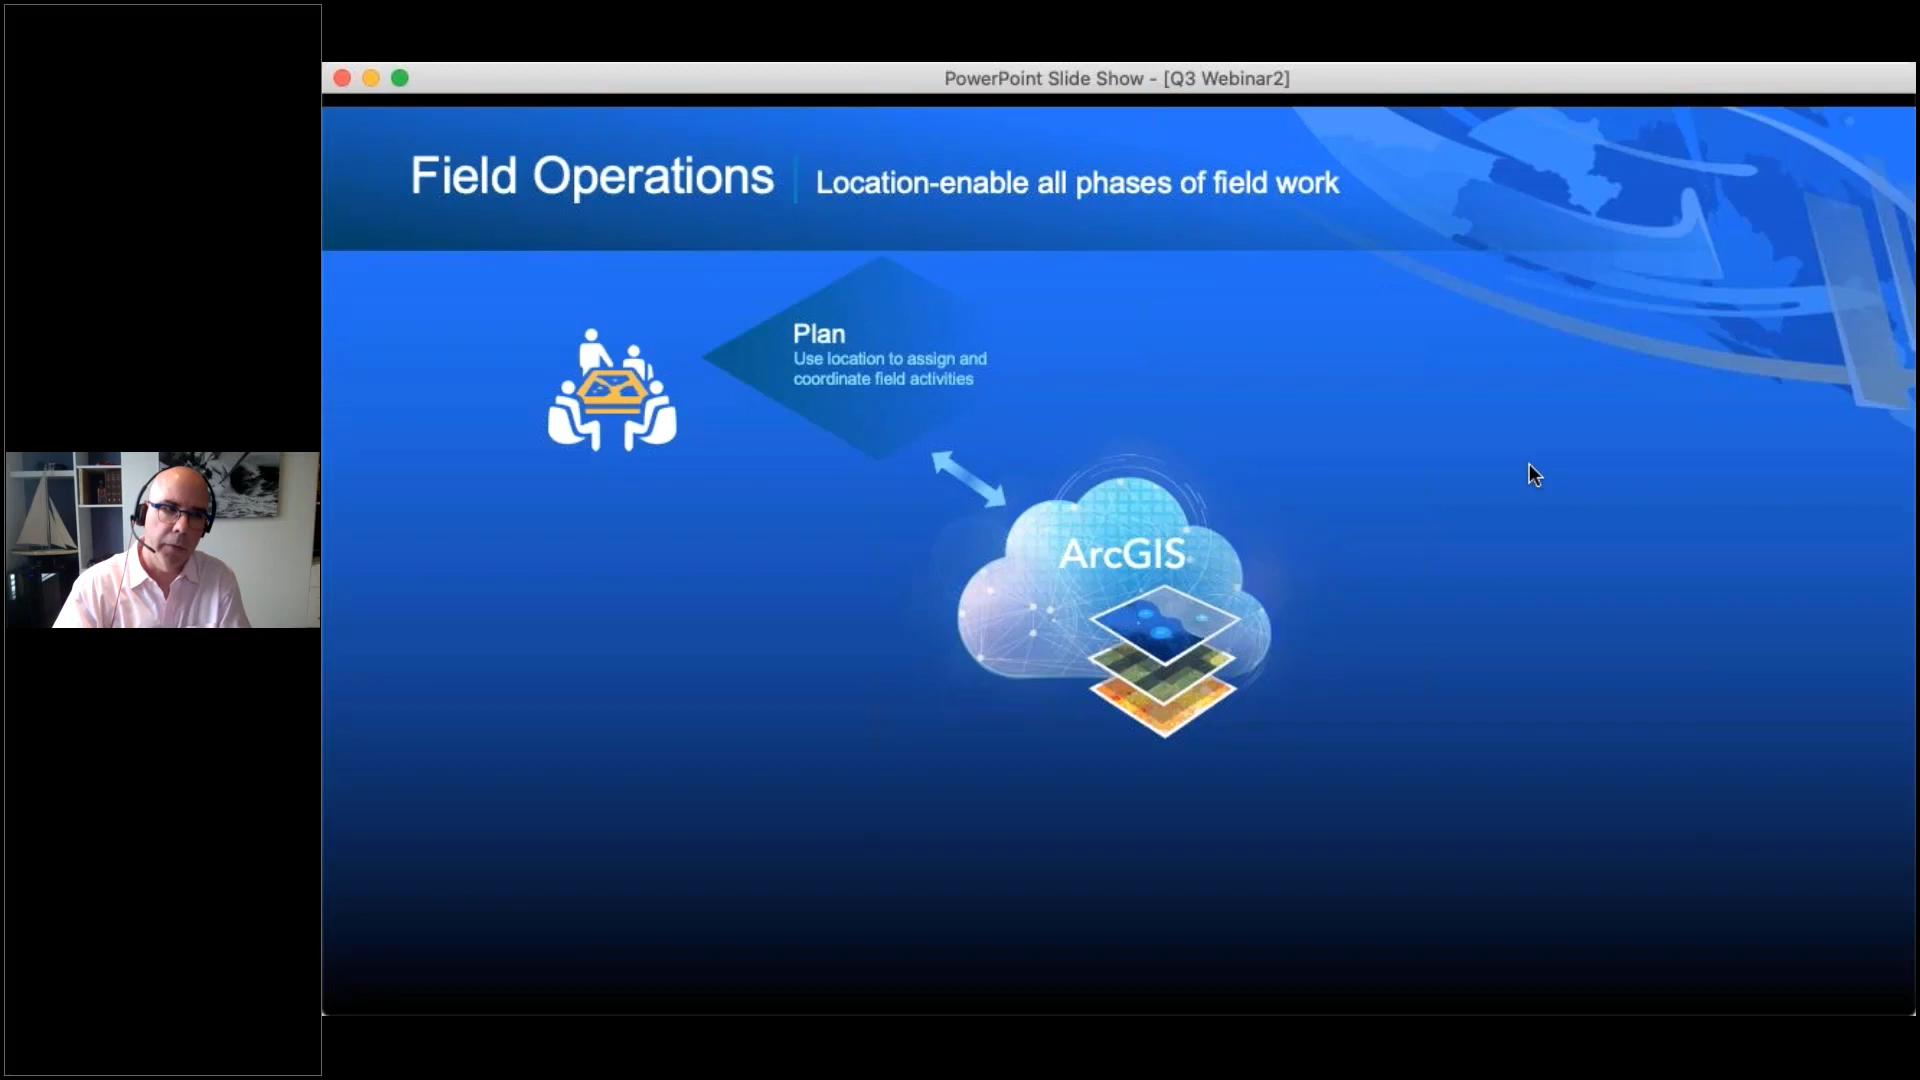 PowerPoint Slide Show - [Q3 Webinar2]
Field Operations
Location-enable all phases of field work
Plan
Use location to assign and
coordinate field activities
ArcGIS